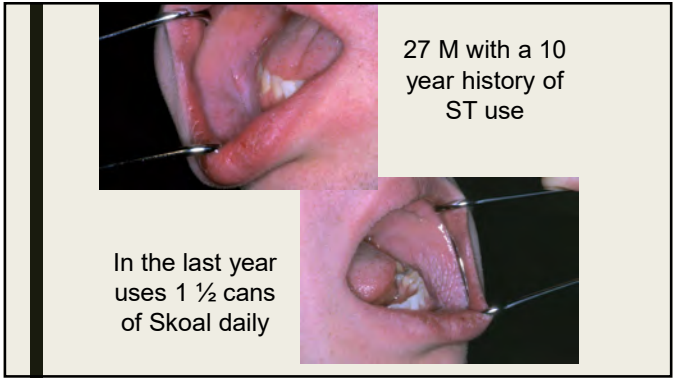 27 M with a 10
year history of
ST use
In the last year
uses 1 ½ cans
of Skoal daily